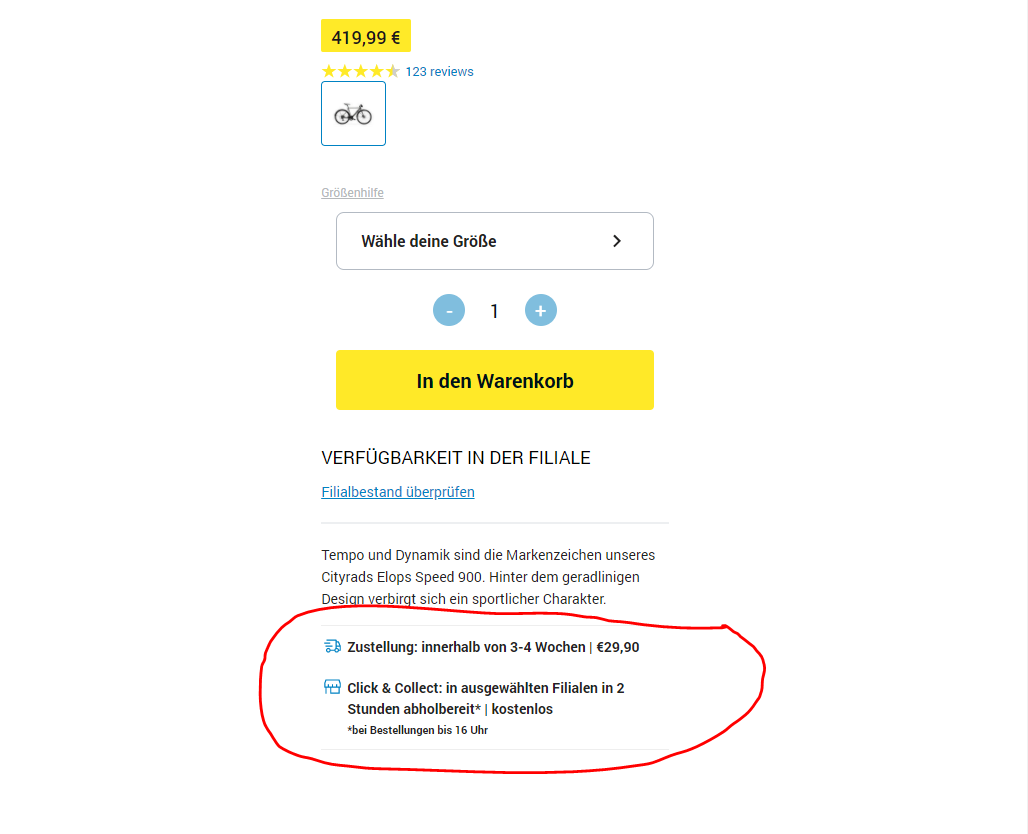 419,99 €
123 reviews
Größenhilfe
Wähle deine Größe
- 1 +
In den Warenkorb
VERFÜGBARKEIT IN DER FILIALE
Filialbestand überprüfen
Tempo und Dynamik sind die Markenzeichen unseres
Cityrads Elops Speed 900. Hinter dem geradlinigen
Design verbirgt sich ein sportlicher Charakter.
Zustellung: innerhalb von 3-4 Wochen | €29,90
Click & Collect: in ausgewählten Filialen in 2
Stunden abholbereit* | kostenlos
*bei Bestellungen bis 16 Uhr